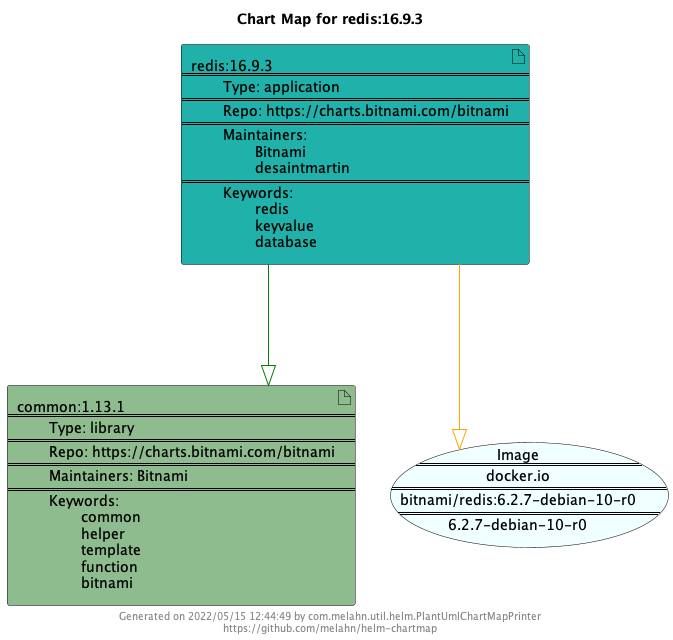 Chart Map for redis:16.9.3
redis:16.9.3
Type: application
Repo: https://charts.bitnami.com/bitnami
Maintainers:
Bitnami
desaintmartin
Keywords:
redis
keyvalue
database
common:1.13.1
Type: library
Repo: https://charts.bitnami.com/bitnami
Maintainers: Bitnami
Keywords:
common
helper
template
function
bitnami
Image
docker.io
bitnami/redis:6.2.7-debian-10-r0
6.2.7-debian-10-r0
Generated on 2022/05/15 12:44:49 by com.melahn.util.helm.PlantUmlChartMapPrinter
https://github.com/melahn/helm-chartmap